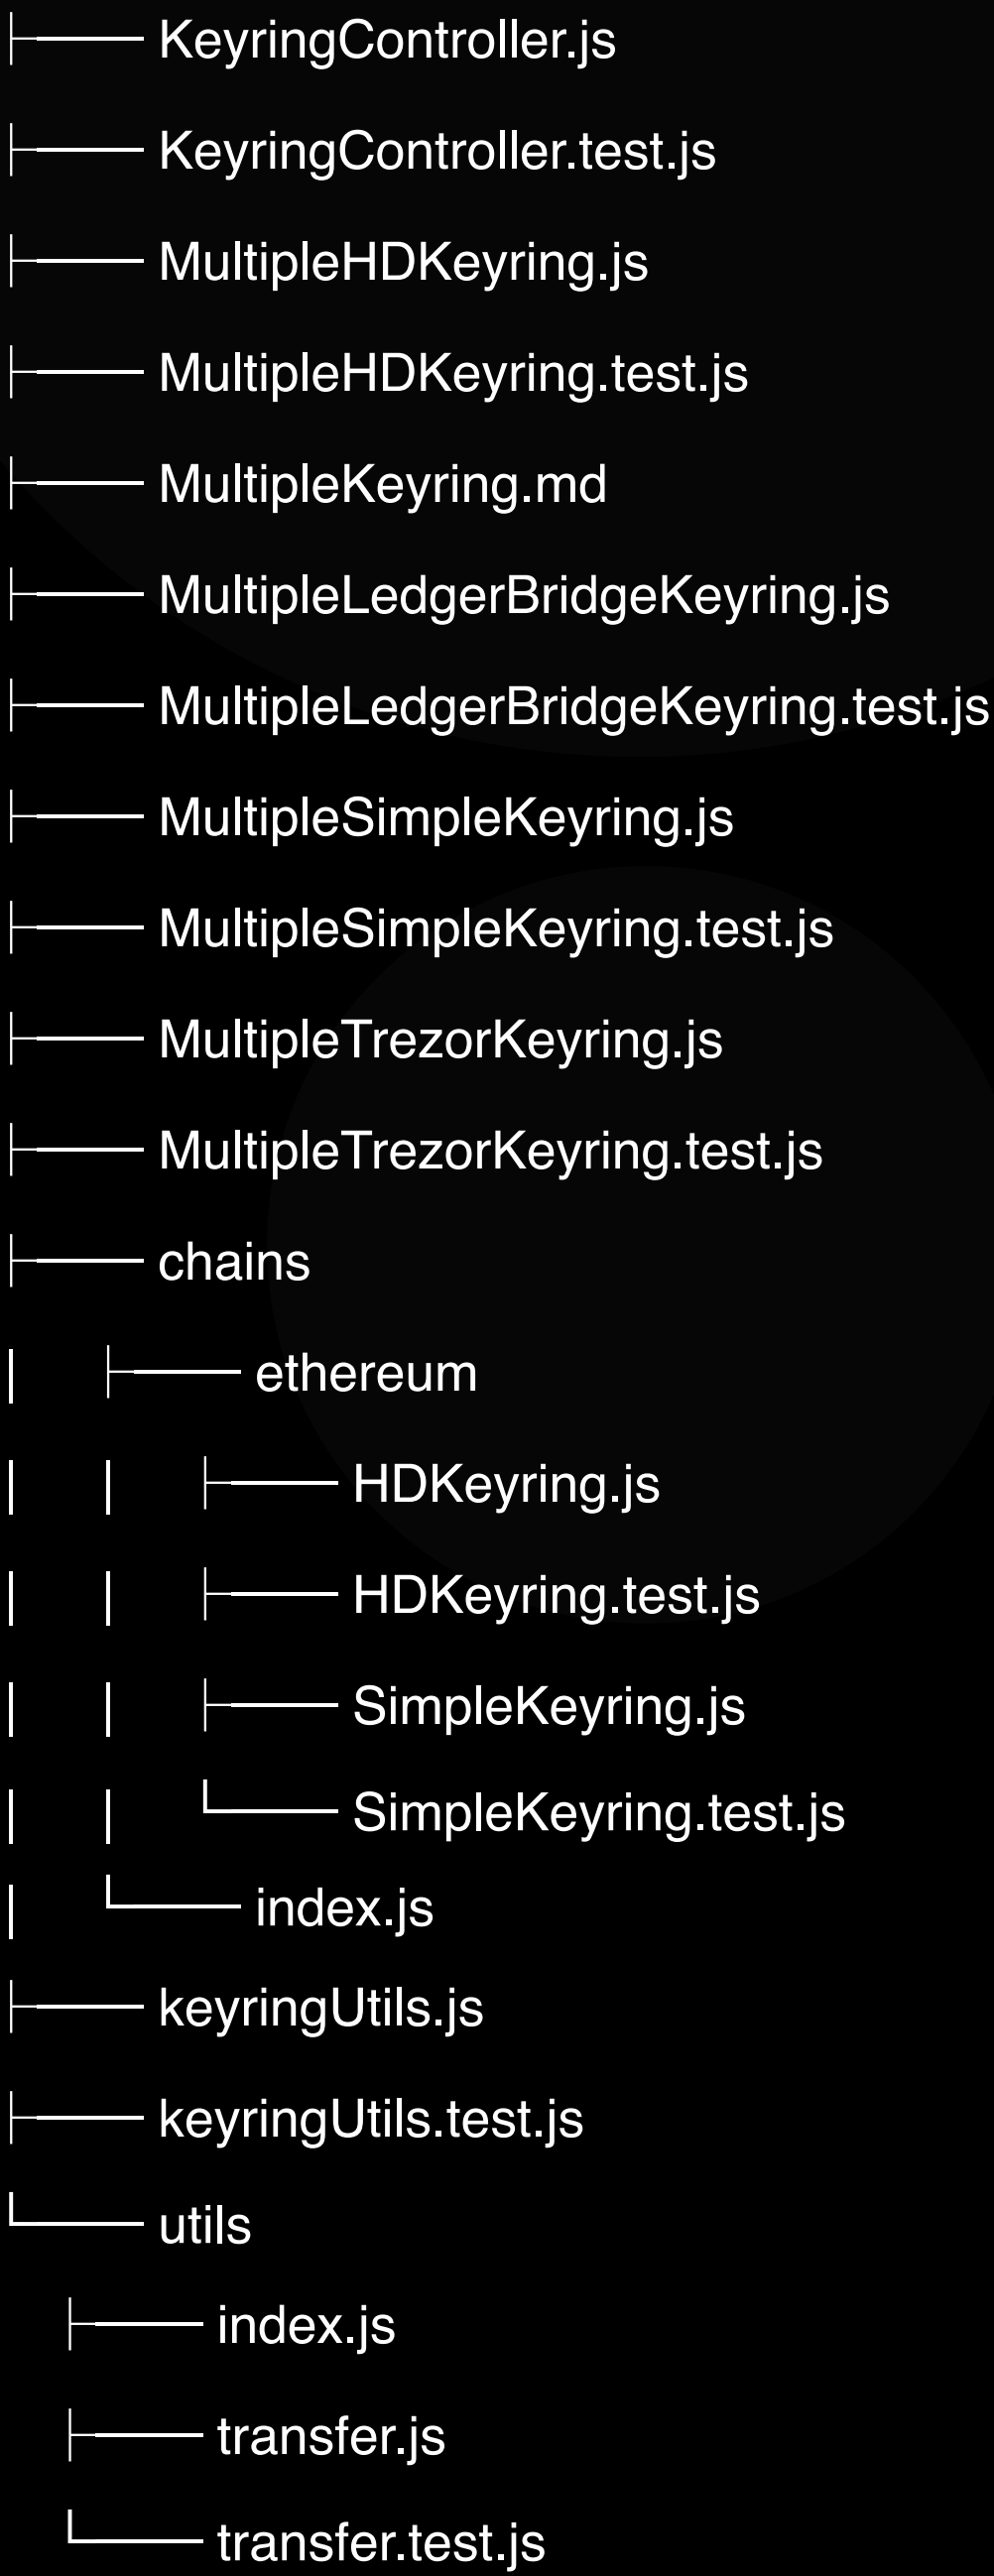 ├── KeyringController.js
├── KeyringController.test.js
├── MultipleHDKeyring.js
├── MultipleHDKeyring.test.js
├── MultipleKeyring.md
├── MultipleLedgerBridgeKeyring.js
├── MultipleLedgerBridgeKeyring.test.js
├── MultipleSimpleKeyring.js
├── MultipleSimpleKeyring.test.js
├── MultipleTrezorKeyring.js
├── MultipleTrezorKeyring.test.js
├── chains
│   ├── ethereum
│   │   ├── HDKeyring.js
│   │   ├── HDKeyring.test.js
│   │   ├── SimpleKeyring.js
│   │   └── SimpleKeyring.test.js
│   └── index.js
├── keyringUtils.js
├── keyringUtils.test.js
└── utils
    ├── index.js
    ├── transfer.js
    └── transfer.test.js